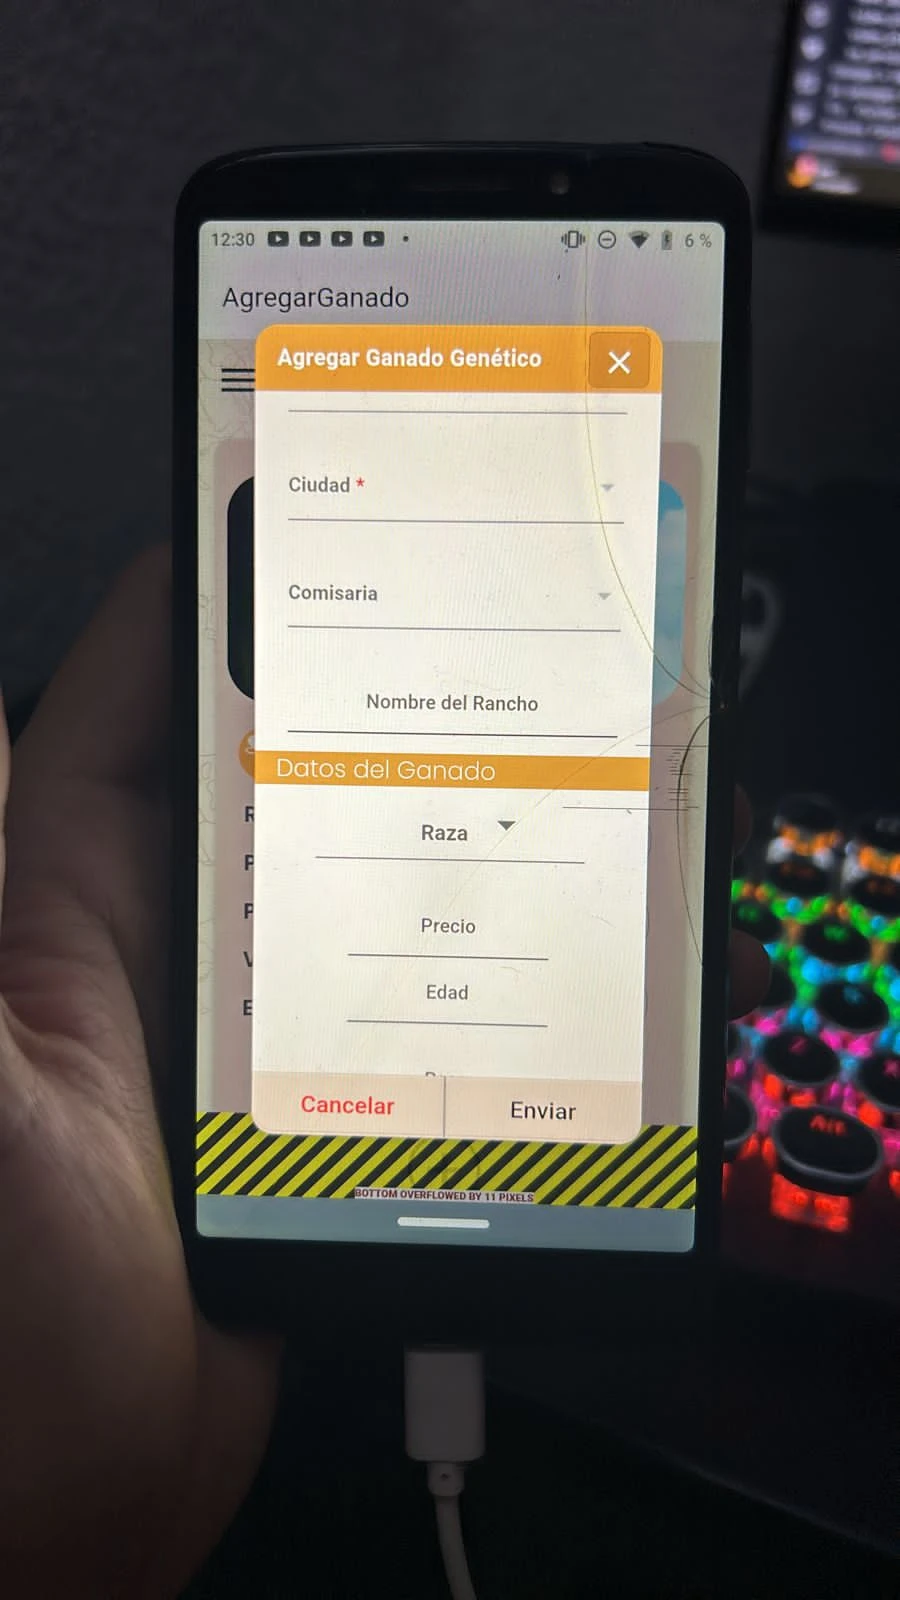 12:30
6 %
AgregarGanado
Agregar Ganado Genético
Ciudad *
Comisaria
Nombre del Rancho
Datos del Ganado
R
Raza
P
P
Precio
V
Edad
E
Cancelar
Enviar
BOTTOM OVERFLOWED BY 11 PIXELS
Alt